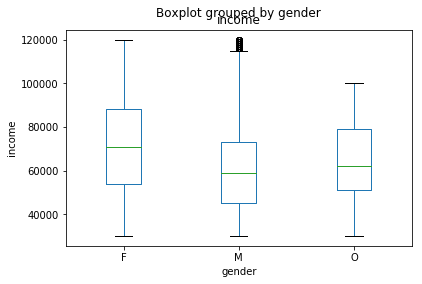 Boxplot grouped by gender
income
120000
100000
80000
60000
40000
income
F M O
gender